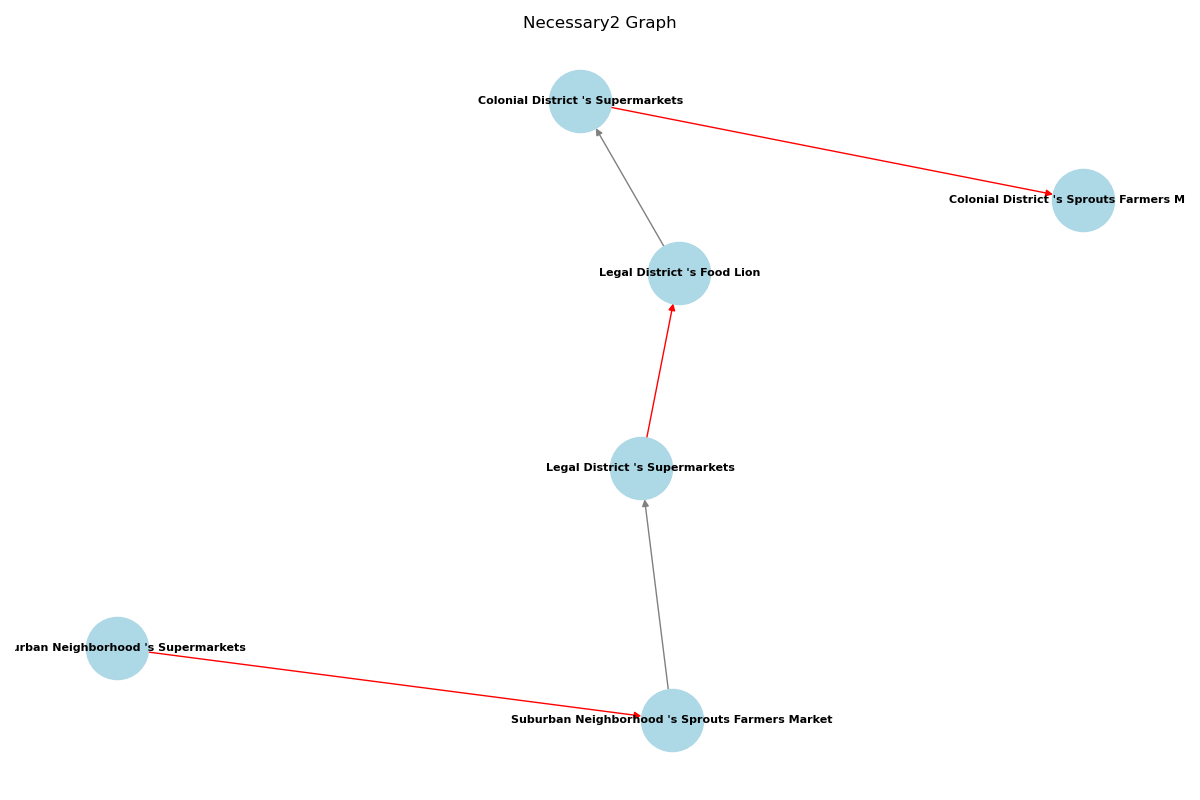 Necessary2 Graph
Colonial District 's Supermarkets
Colonial District 's Sprouts Farmers M
Legal District 's Food Lion
Legal District 's Supermarkets
urban Neighborhood 's Supermarkets
Suburban Neighborhood 's Sprouts Farmers Market